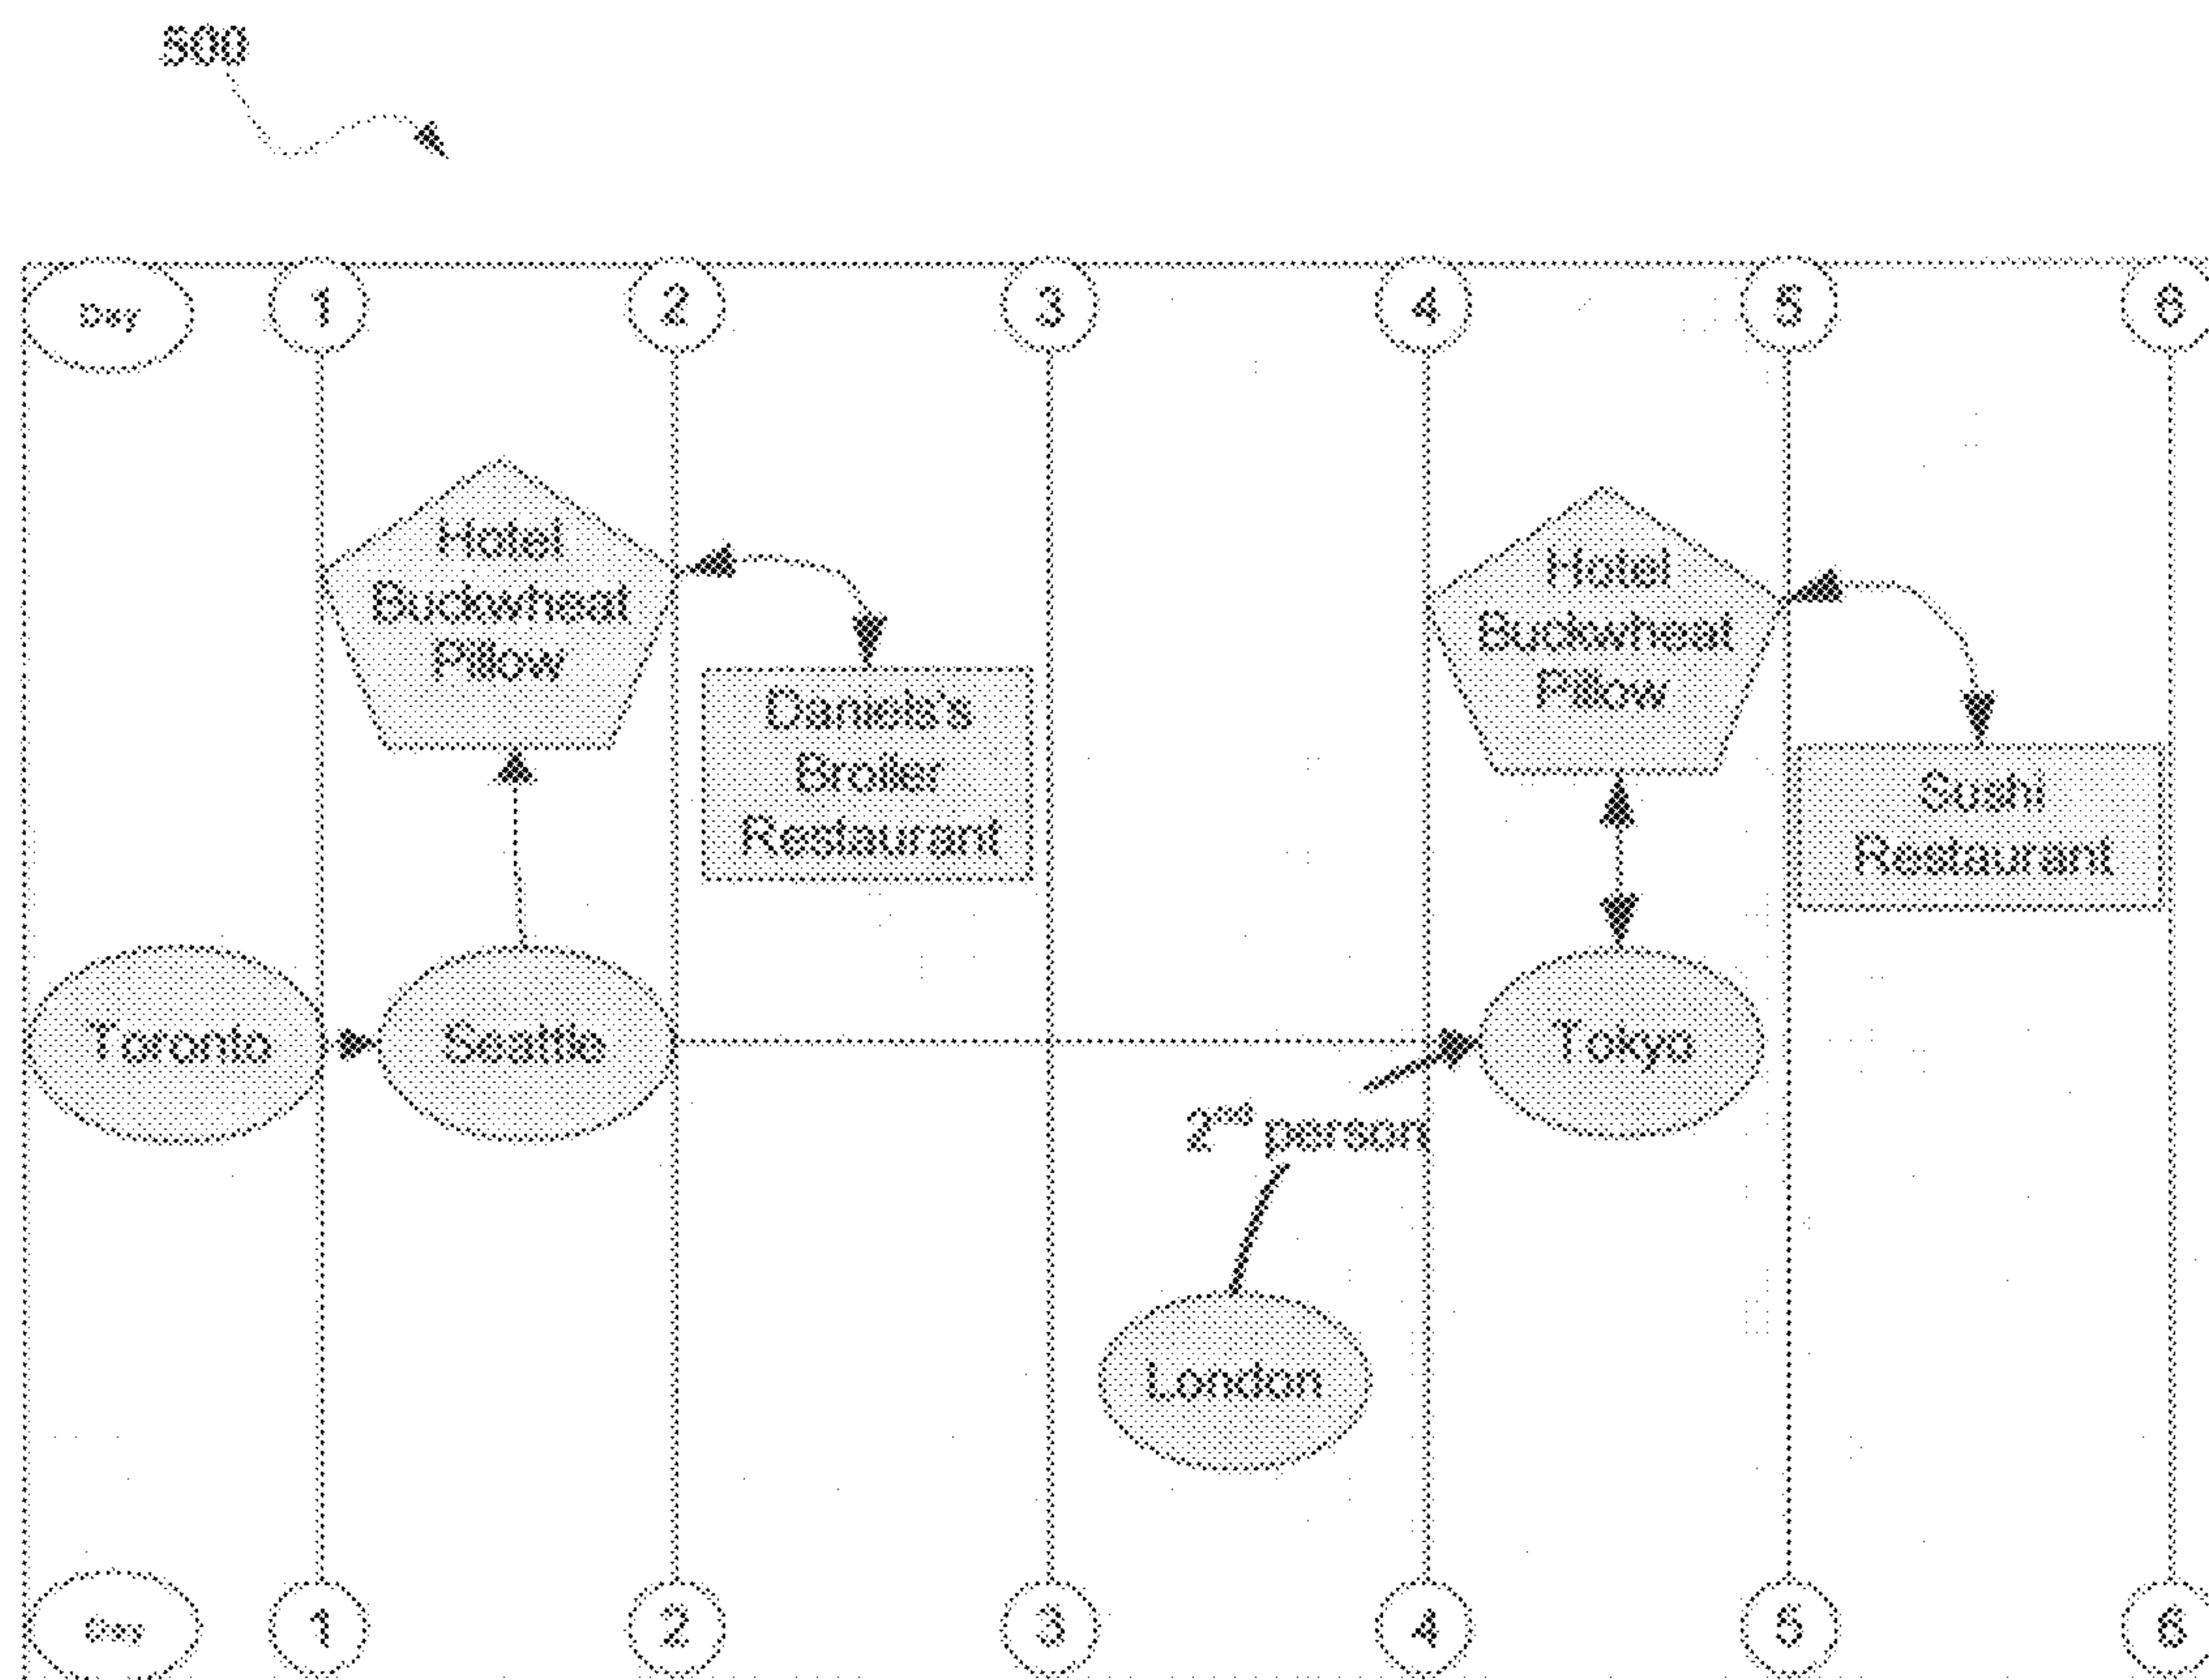 500
Day 1 2 3 4 5 6
Hotel
Buckwheat
Pillow
Daniels's
Broiler
Restaurant
Hotel
Buckwheat
Pillow
Sushi
Restaurant
Toronto
Seattle
Tokyo
2nd person
London
Day 1 2 3 4 5 6